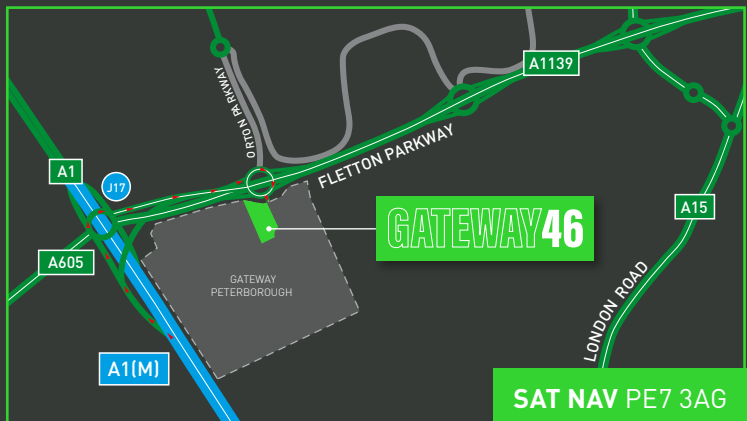 A1139
ORTON PARKWAY
FLETTON PARKWAY
A1
J17
A15
GATEWAY46
A605
GATEWAY
PETERBOROUGH
LONDON ROAD
A1(M)
SAT NAV PE7 3AG